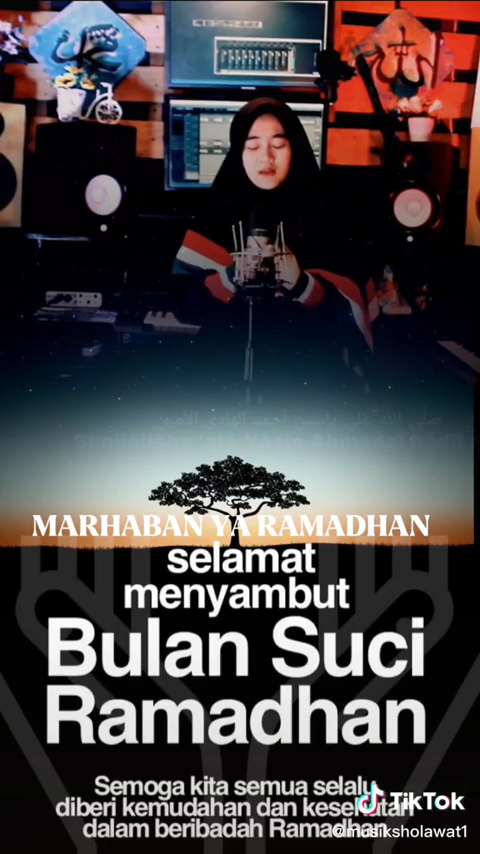 MARHABAN YA RAMADHAN
selamat
menyambut
Bulan Suci
Ramadhan
Semoga kita semua selalu
diberi kemudahan dan kesehatan
dalam beribadah Ramadhan
TikTok
@musiksholawat1